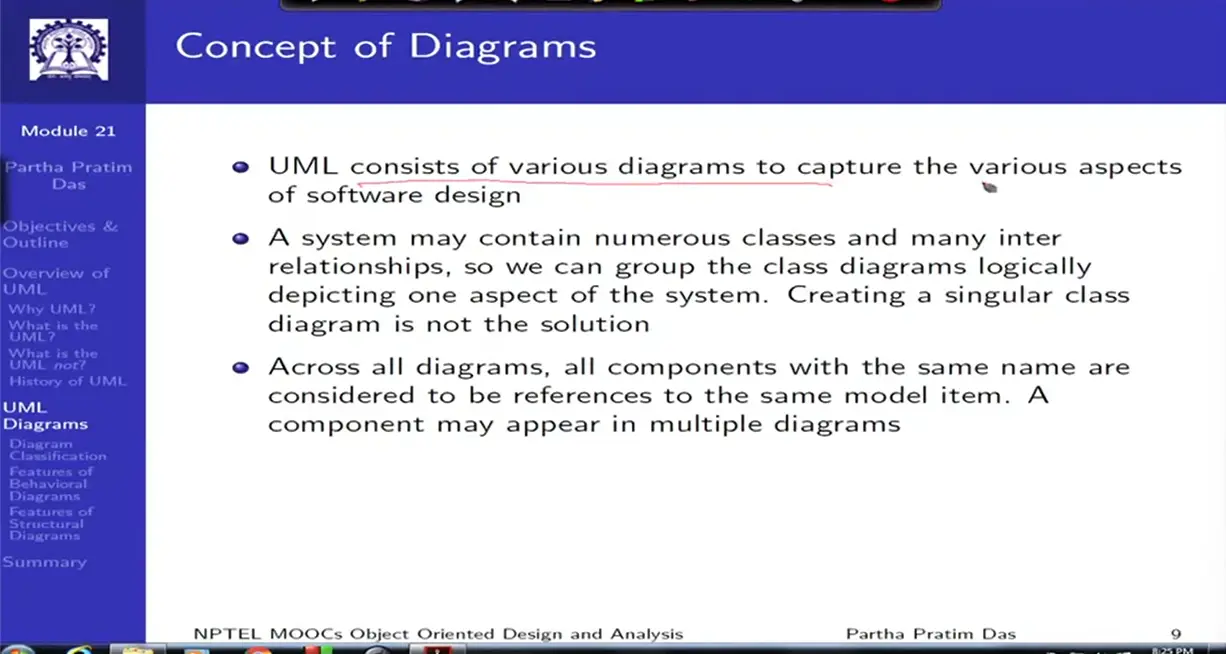 Concept of Diagrams
Module 21
Partha Pratim
Das
Objectives &
Outline
Overview of
UML
Why UML?
What is the
UML?
What is the
UML not?
History of UML
UML
Diagrams
Diagram
Classification
Features of
Behavioral
Diagrams
Features of
Structural
Diagrams
Summary
UML consists of various diagrams to capture the various aspects
of software design
A system may contain numerous classes and many inter
relationships, so we can group the class diagrams logically
depicting one aspect of the system. Creating a singular class
diagram is not the solution
Across all diagrams, all components with the same name are
considered to be references to the same model item. A
component may appear in multiple diagrams
NPTEL MOOCs Object Oriented Design and Analysis
Partha Pratim Das
9
8:25 PM